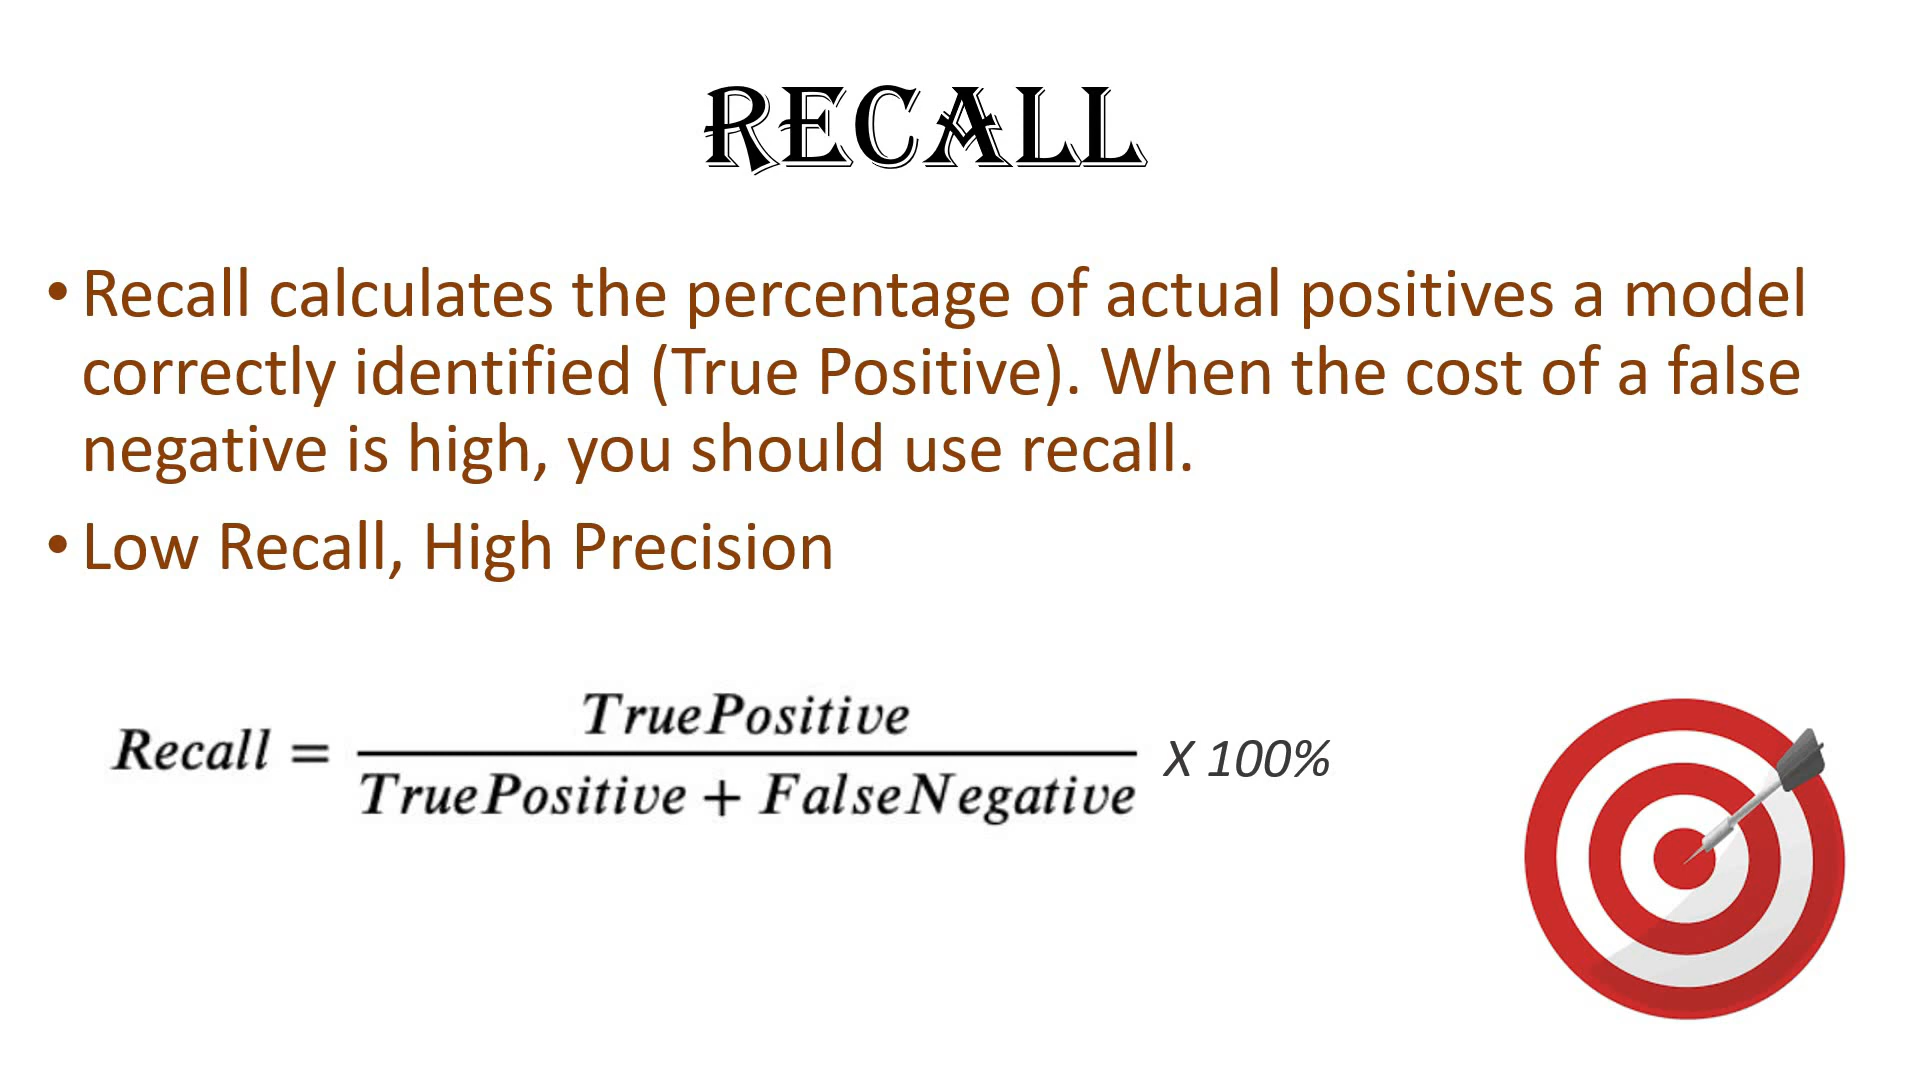 RECALL
• Recall calculates the percentage of actual positives a model
correctly identified (True Positive). When the cost of a false
negative is high, you should use recall.
• Low Recall, High Precision
TruePositive
Recall = ———
TruePositive + FalseNegative
X 100%